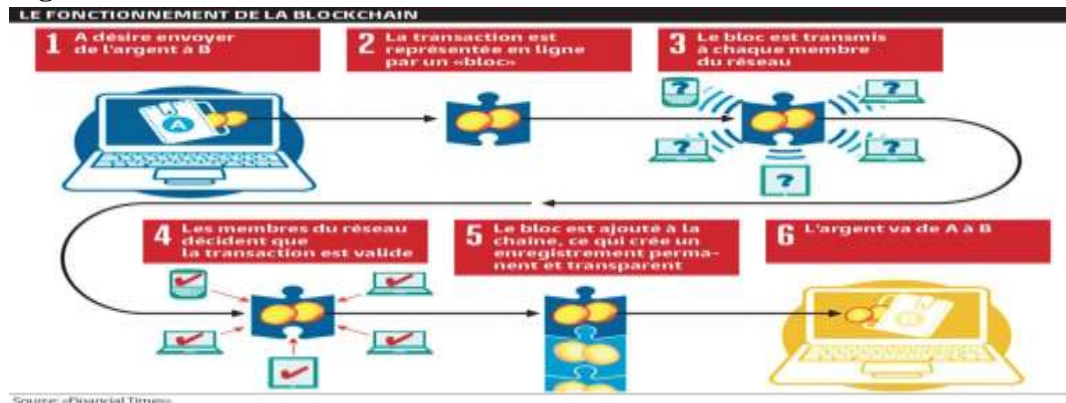 LE FONCTIONNEMENT DE LA BLOCKCHAIN
1 A désire envoyer
de l'argent à B
2 La transaction est
représentée en ligne
par un «bloc»
3 Le bloc est transmis
à chaque membre
du réseau
A
?
?
?
?
?
4 Les membres du réseau
décident que
la transaction est valide
5 Le bloc est ajouté à la
chaîne, ce qui crée un
enregistrement perma-
nent et transparent
6 L'argent va de A à B
Source: «Financial Times»